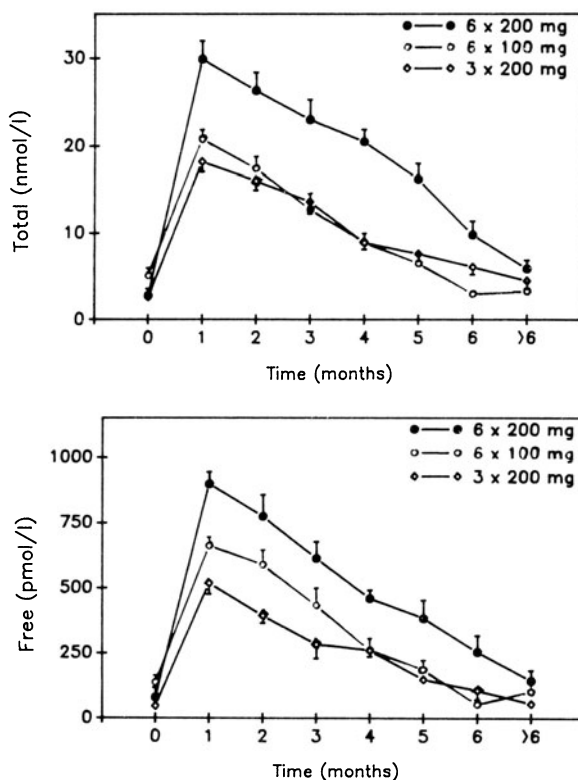 6 x 200 mg
6 x 100 mg
3 x 200 mg
Total (nmol/l)
30
20
10
0
0 1 2 3 4 5 6 >6
Time (months)
6 x 200 mg
6 x 100 mg
3 x 200 mg
Free (pmol/l)
1000
750
500
250
0
0 1 2 3 4 5 6 >6
Time (months)